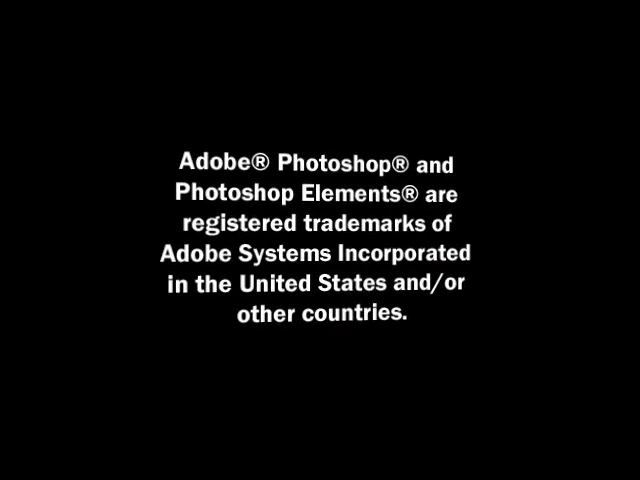 Adobe® Photoshop® and
Photoshop Elements® are
registered trademarks of
Adobe Systems Incorporated
in the United States and/or
other countries.